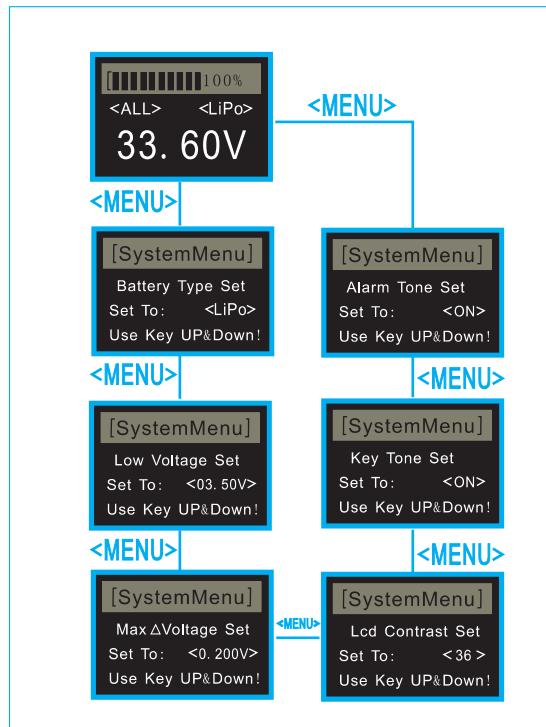 100%
<ALL> <LiPo>
33.60V
<MENU>
<MENU>
[SystemMenu]
Battery Type Set
Set To: <LiPo>
Use Key UP&Down!
<MENU>
[SystemMenu]
Low Voltage Set
Set To: <03.50V>
Use Key UP&Down!
<MENU>
[SystemMenu]
Max △Voltage Set
Set To: <0.200V>
Use Key UP&Down!
<MENU>
[SystemMenu]
Lcd Contrast Set
Set To: <36>
Use Key UP&Down!
<MENU>
[SystemMenu]
Key Tone Set
Set To: <ON>
Use Key UP&Down!
<MENU>
[SystemMenu]
Alarm Tone Set
Set To: <ON>
Use Key UP&Down!